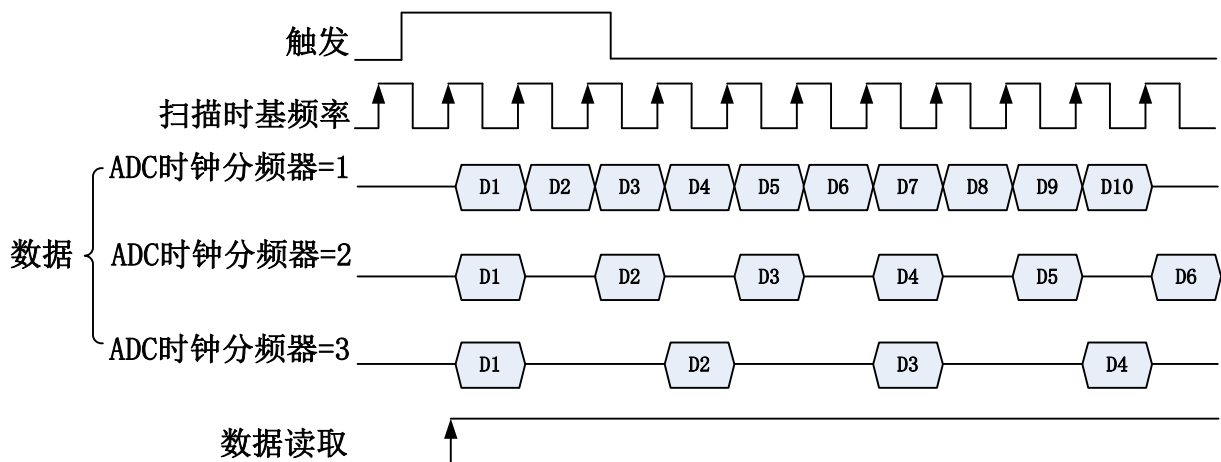 触发
扫描时基频率
ADC时钟分频器=1
D1 D2 D3 D4 D5 D6 D7 D8 D9 D10
数据
ADC时钟分频器=2
D1 D2 D3 D4 D5 D6
ADC时钟分频器=3
D1 D2 D3 D4
数据读取